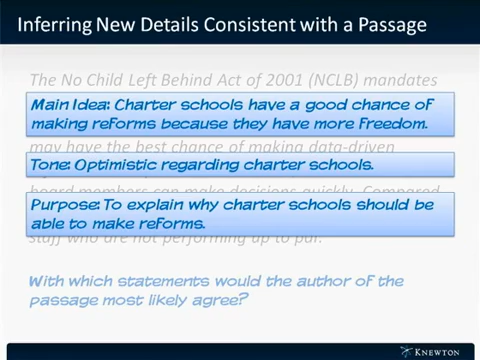 Inferring New Details Consistent with a Passage
The No Child Left Behind Act of 2001 (NCLB) mandates
Main Idea: Charter schools have a good chance of
making reforms because they have more freedom.
may have the best chance of making data-driven
Tone: Optimistic regarding charter schools.
board members can make decisions quickly. Compared
Purpose: To explain why charter schools should be
able to make reforms.
staff who are not performing up to par.
With which statements would the author of the
passage most likely agree?
KNEWTON